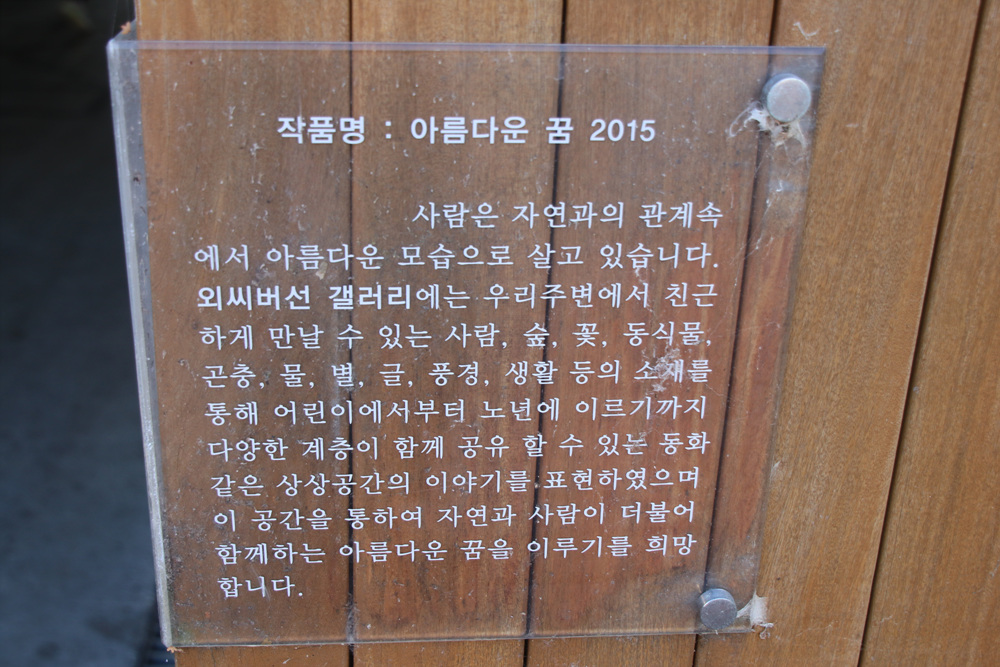 작품명 : 아름다운 꿈 2015
사람은 자연과의 관계속
에서 아름다운 모습으로 살고 있습니다.
외씨버선 갤러리에는 우리주변에서 친근
하게 만날 수 있는 사람, 숲, 꽃, 동식물,
곤충, 물, 별, 글, 풍경, 생활 등의 소재를
통해 어린이에서부터 노년에 이르기까지
다양한 계층이 함께 공유 할 수 있는 동화
같은 상상공간의 이야기를 표현하였으며
이 공간을 통하여 자연과 사람이 더불어
함께하는 아름다운 꿈을 이루기를 희망
합니다.